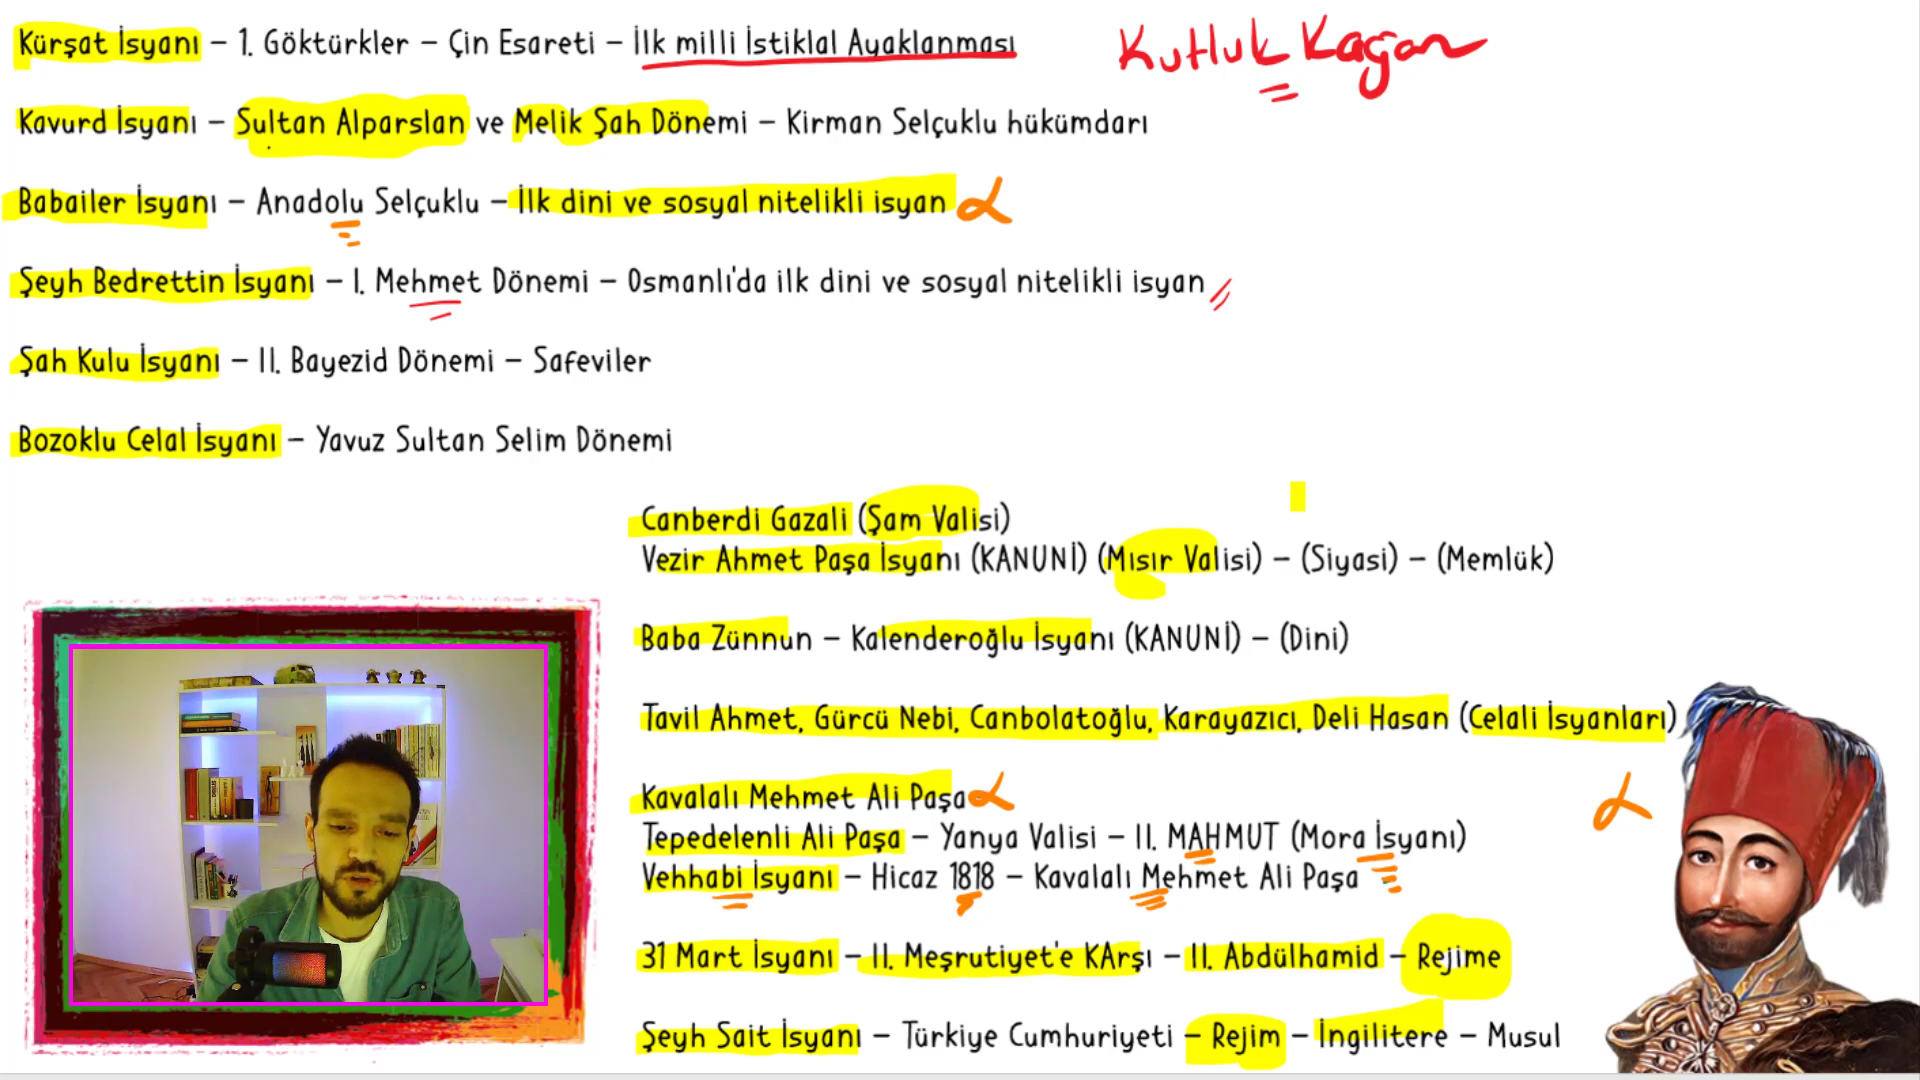 Kürşat İsyanı – 1. Göktürkler – Çin Esareti – İlk milli İstiklal Ayaklanması
Kutluk Kağan
Kavurd İsyanı – Sultan Alparslan ve Melik Şah Dönemi – Kirman Selçuklu hükümdarı
Babailer İsyanı – Anadolu Selçuklu – İlk dini ve sosyal nitelikli isyan
Şeyh Bedrettin İsyanı – I. Mehmet Dönemi – Osmanlı'da ilk dini ve sosyal nitelikli isyan
Şah Kulu İsyanı – II. Bayezid Dönemi – Safeviler
Bozoklu Celal İsyanı – Yavuz Sultan Selim Dönemi
Canberdi Gazali (Şam Valisi)
Vezir Ahmet Paşa İsyanı (KANUNİ) (Mısır Valisi) – (Siyasi) – (Memlük)
Baba Zünnun – Kalenderoğlu İsyanı (KANUNİ) – (Dini)
Tavil Ahmet, Gürcü Nebi, Canbolatoğlu, Karayazıcı, Deli Hasan (Celali İsyanları)
Kavalalı Mehmet Ali Paşa
Tepedelenli Ali Paşa – Yanya Valisi – II. MAHMUT (Mora İsyanı)
Vehhabi İsyanı – Hicaz 1818 – Kavalalı Mehmet Ali Paşa
31 Mart İsyanı – II. Meşrutiyet'e KArşı – II. Abdülhamid – Rejime
Şeyh Sait İsyanı – Türkiye Cumhuriyeti – Rejim – İngilitere – Musul